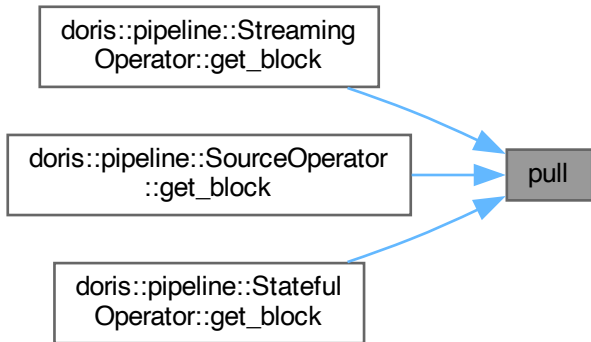 doris::pipeline::Streaming
Operator::get_block
doris::pipeline::SourceOperator
::get_block
pull
doris::pipeline::Stateful
Operator::get_block